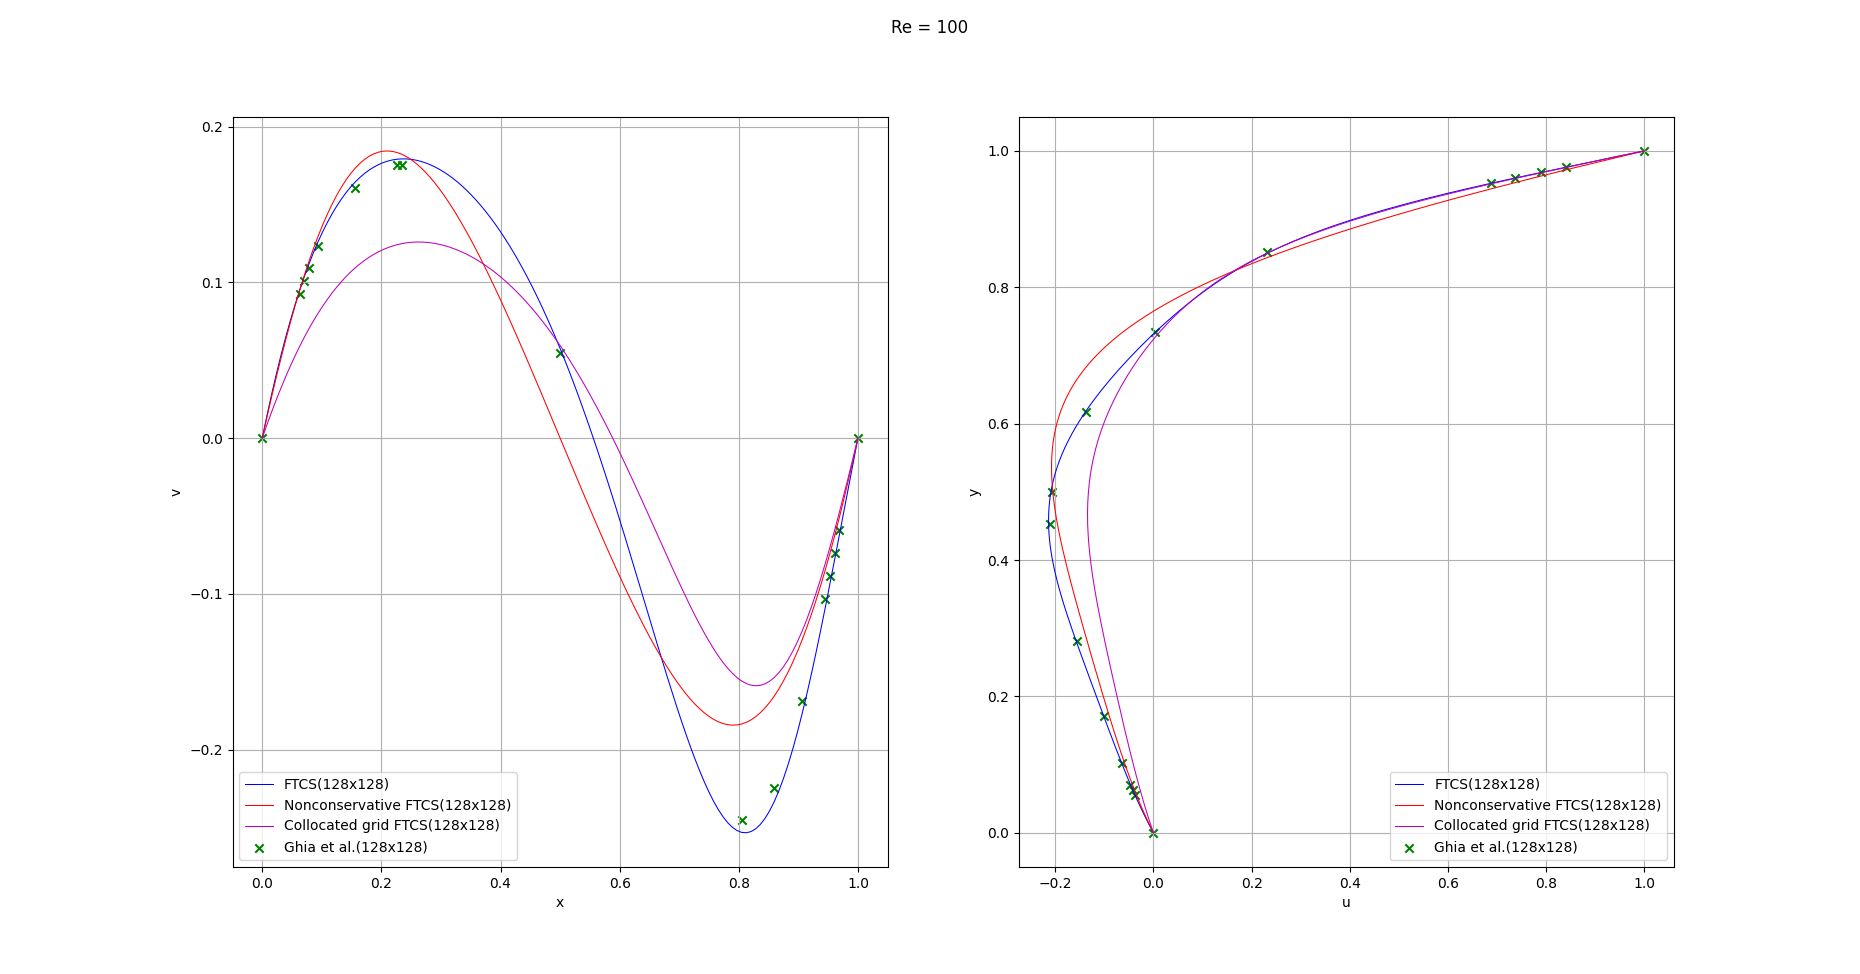 Re = 100
0.2
0.1
0.0
−0.1
−0.2
v
0.0
0.2
0.4
0.6
0.8
1.0
x
FTCS(128x128)
Nonconservative FTCS(128x128)
Collocated grid FTCS(128x128)
Ghia et al.(128x128)
1.0
0.8
0.6
0.4
0.2
0.0
y
−0.2
0.0
0.2
0.4
0.6
0.8
1.0
u
FTCS(128x128)
Nonconservative FTCS(128x128)
Collocated grid FTCS(128x128)
Ghia et al.(128x128)